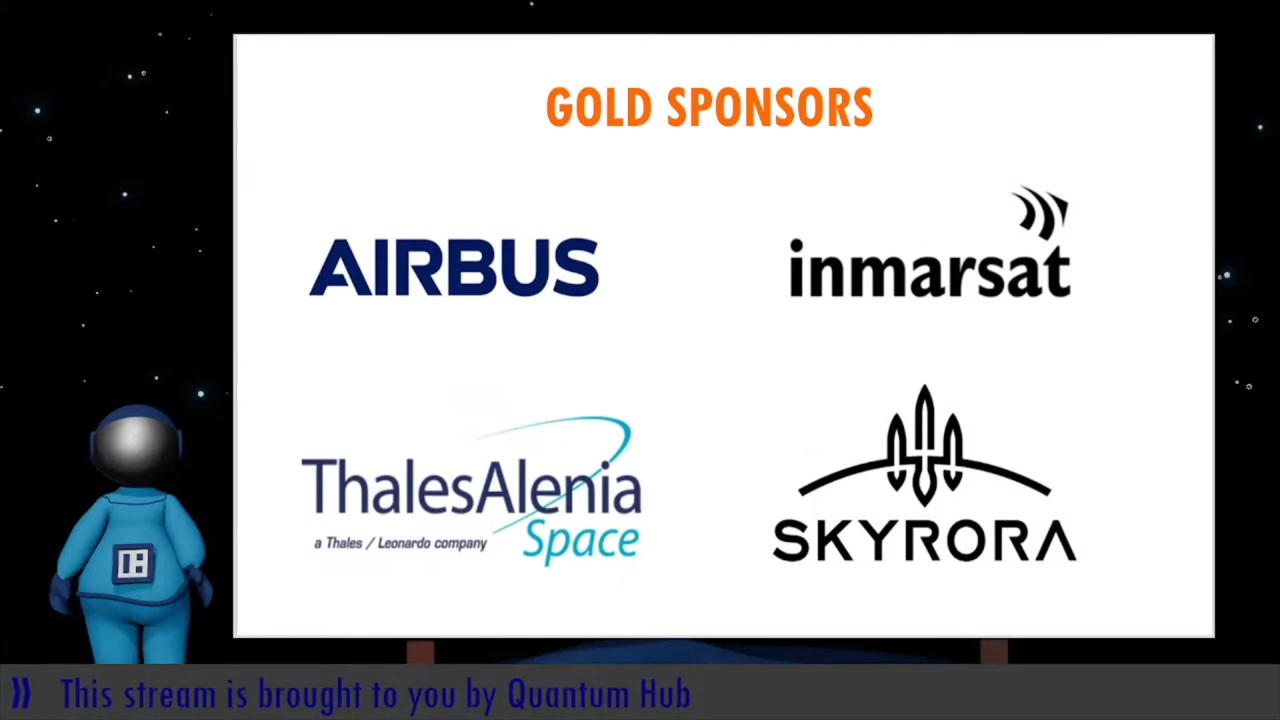 GOLD SPONSORS
AIRBUS
inmarsat
ThalesAlenia
a Thales / Leonardo company
Space
SKYRORA
This stream is brought to you by Quantum Hub